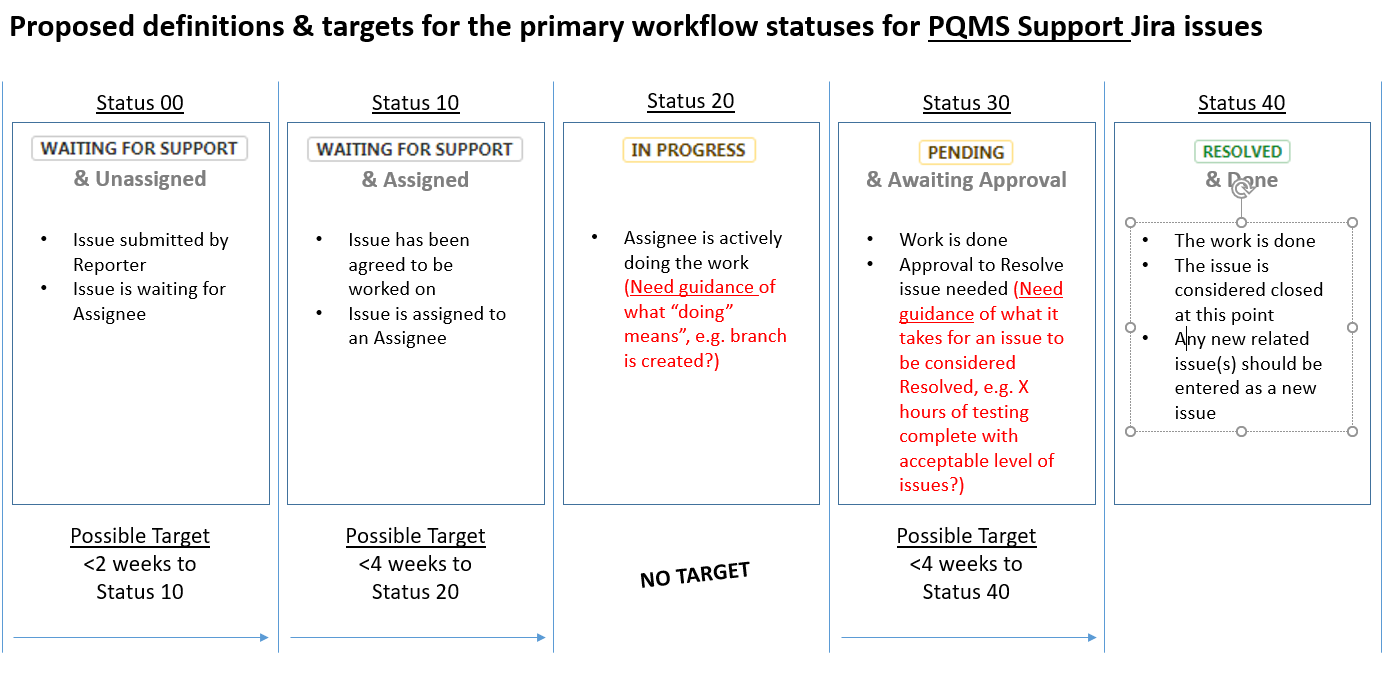 Proposed definitions & targets for the primary workflow statuses for PQMS Support Jira issues
Status 00
WAITING FOR SUPPORT
& Unassigned
• Issue submitted by
Reporter
• Issue is waiting for
Assignee
Possible Target
<2 weeks to
Status 10
Status 10
WAITING FOR SUPPORT
& Assigned
• Issue has been
agreed to be
worked on
• Issue is assigned to
an Assignee
Possible Target
<4 weeks to
Status 20
Status 20
IN PROGRESS
• Assignee is actively
doing the work
(Need guidance of
what “doing”
means”, e.g. branch
is created?)
NO TARGET
Status 30
PENDING
& Awaiting Approval
• Work is done
• Approval to Resolve
issue needed (Need
guidance of what it
takes for an issue to
be considered
Resolved, e.g. X
hours of testing
complete with
acceptable level of
issues?)
Possible Target
<4 weeks to
Status 40
Status 40
RESOLVED
& Done
• The work is done
• The issue is
considered closed
at this point
• Any new related
issue(s) should be
entered as a new
issue